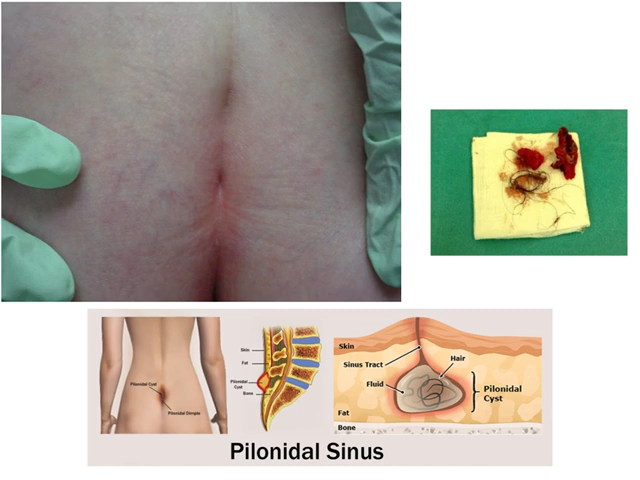 Pilonidal Cyst
Pilonidal Dimple
Skin
Fat
Pilonidal
Cyst
Bone
Skin
Sinus Tract
Hair
Fluid
Pilonidal
Cyst
Fat
Bone
Pilonidal Sinus